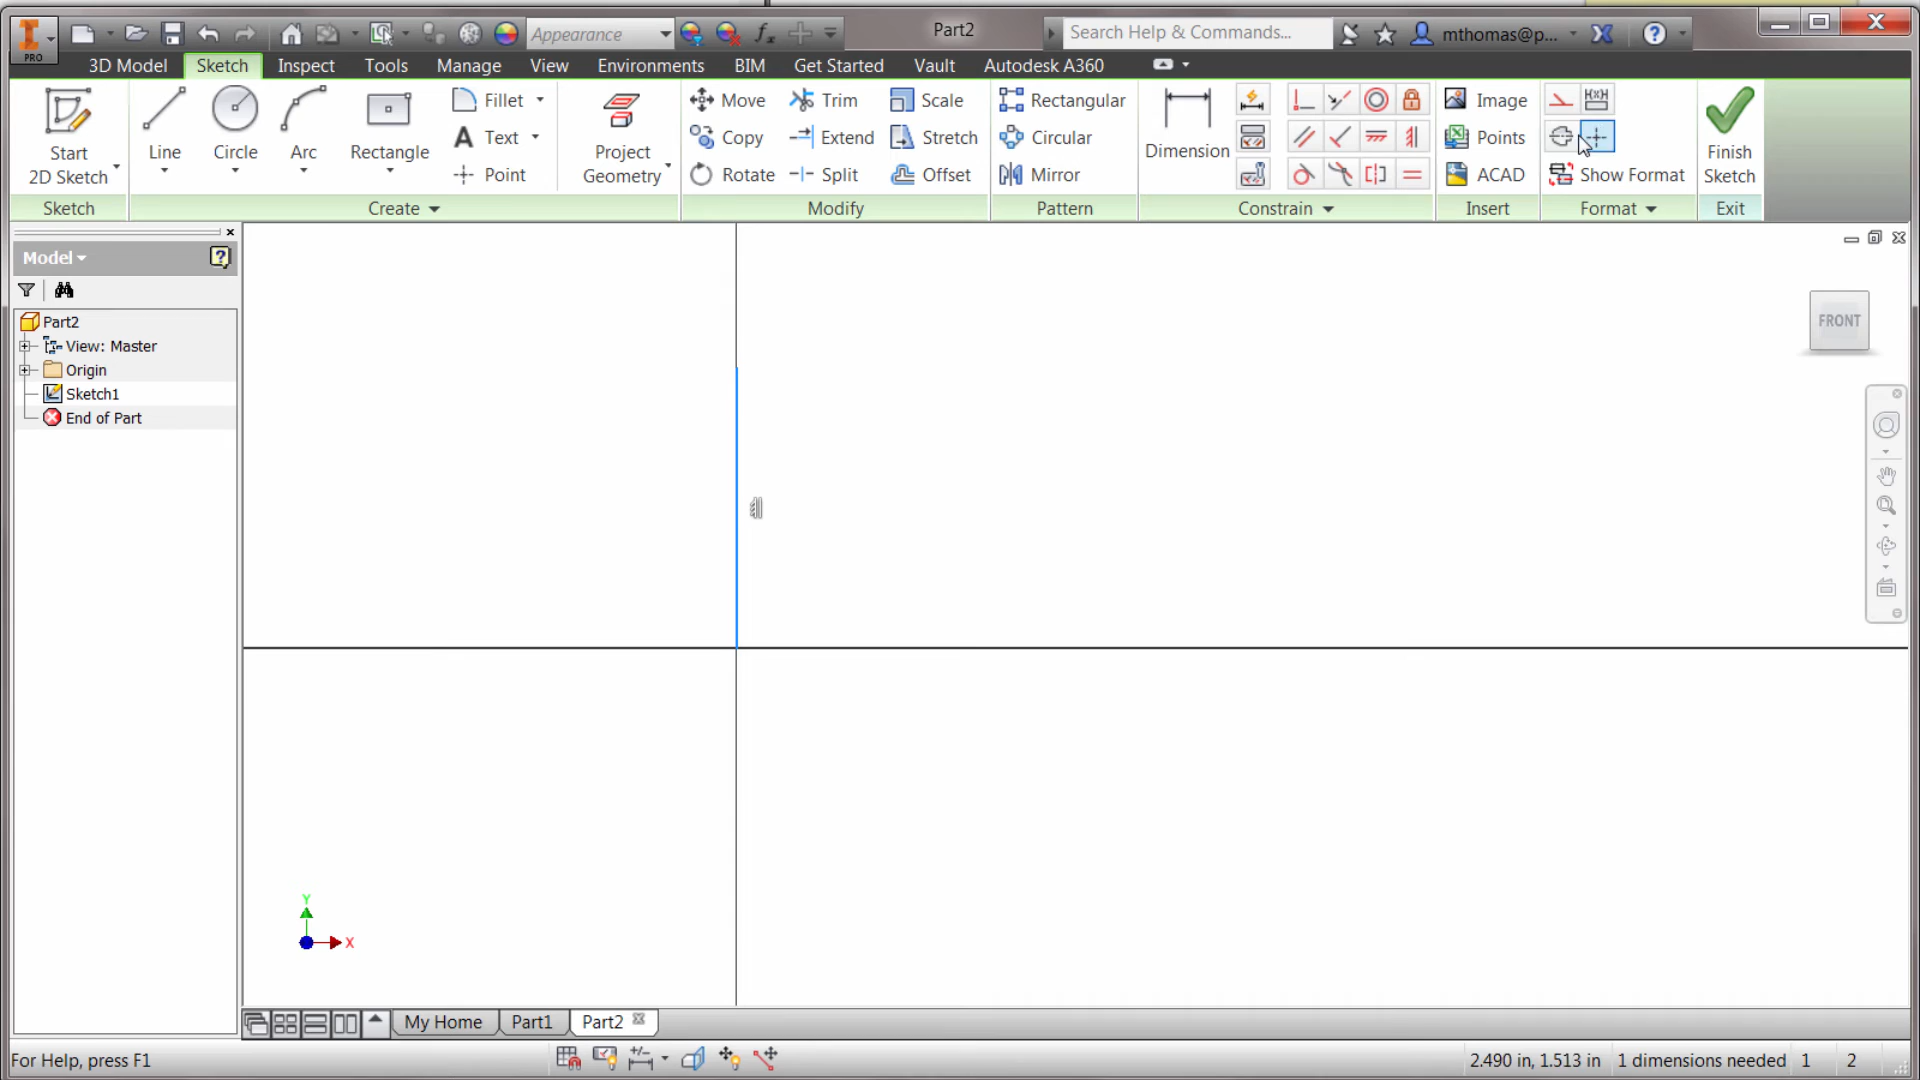 PRO
Appearance
Part2
Search Help & Commands...
mthomas@p...
3D Model
Sketch
Inspect
Tools
Manage
View
Environments
BIM
Get Started
Vault
Autodesk A360
Start
2D Sketch
Line
Circle
Arc
Rectangle
Fillet
Text
Point
Project
Geometry
Move
Copy
Rotate
Trim
Extend
Split
Scale
Stretch
Offset
Rectangular
Circular
Mirror
Dimension
Image
Points
ACAD
Show Format
Finish
Sketch
Sketch
Create
Modify
Pattern
Constrain
Insert
Format
Exit
Model
Part2
View: Master
Origin
Sketch1
End of Part
FRONT
Y
X
My Home
Part1
Part2
For Help, press F1
2.490 in, 1.513 in
1 dimensions needed
1
2